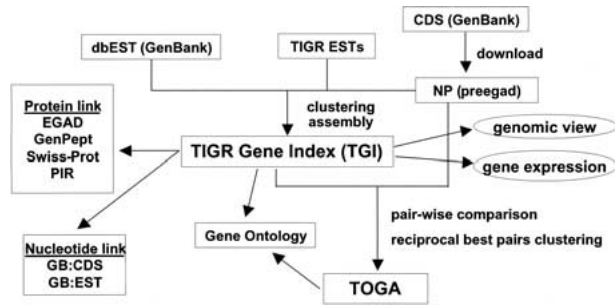 CDS (GenBank)
dbEST (GenBank)
TIGR ESTs
download
NP (preegad)
Protein link
EGAD
GenPept
Swiss-Prot
PIR
clustering
assembly
genomic view
TIGR Gene Index (TGI)
gene expression
pair-wise comparison
reciprocal best pairs clustering
Gene Ontology
Nucleotide link
GB:CDS
GB:EST
TOGA